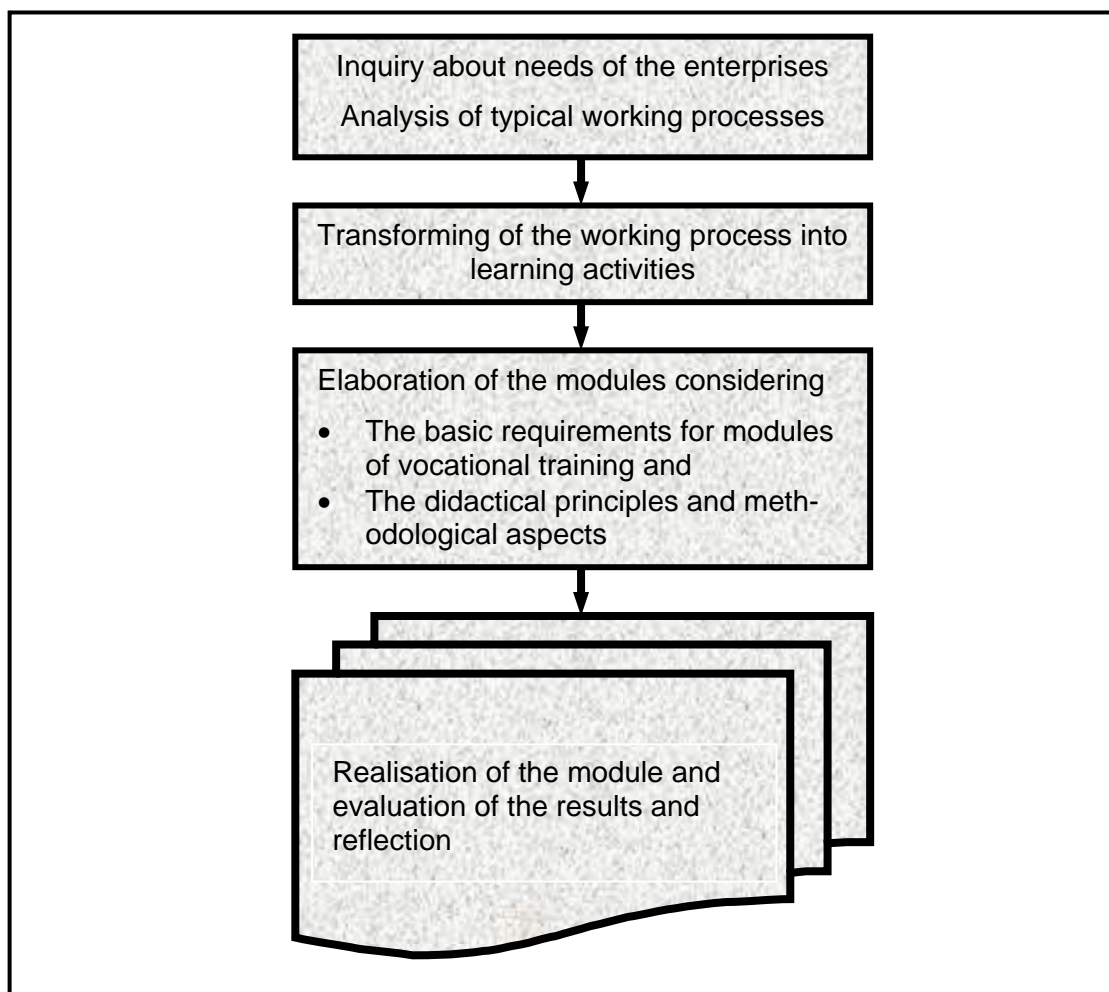 Inquiry about needs of the enterprises
Analysis of typical working processes
Transforming of the working process into
learning activities
Elaboration of the modules considering
• The basic requirements for modules
of vocational training and
• The didactical principles and meth-
odological aspects
Realisation of the module and
evaluation of the results and
reflection